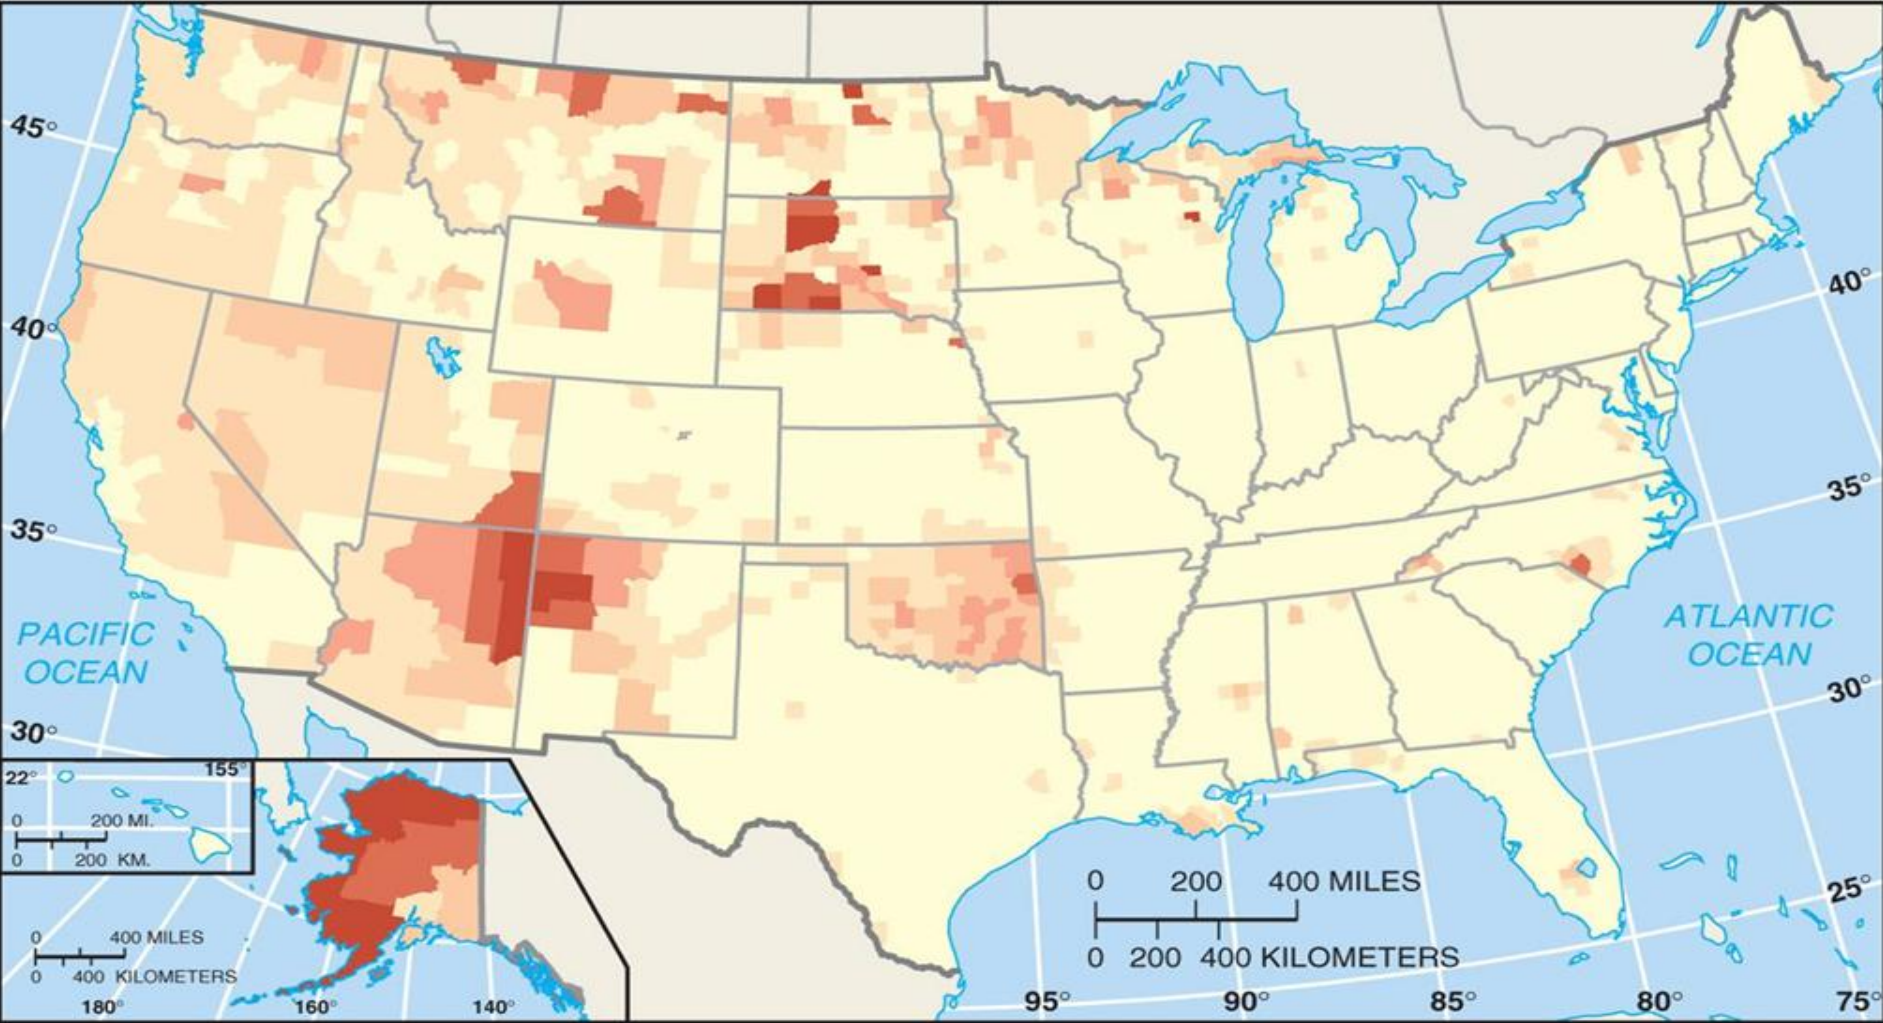 45°
40°
35°
30°
40°
35°
30°
25°
PACIFIC
OCEAN
ATLANTIC
OCEAN
22°
155°
0 200 MI.
0 200 KM.
0 400 MILES
0 400 KILOMETERS
180° 160° 140°
0 200 400 MILES
0 200 400 KILOMETERS
95° 90° 85° 80° 75°